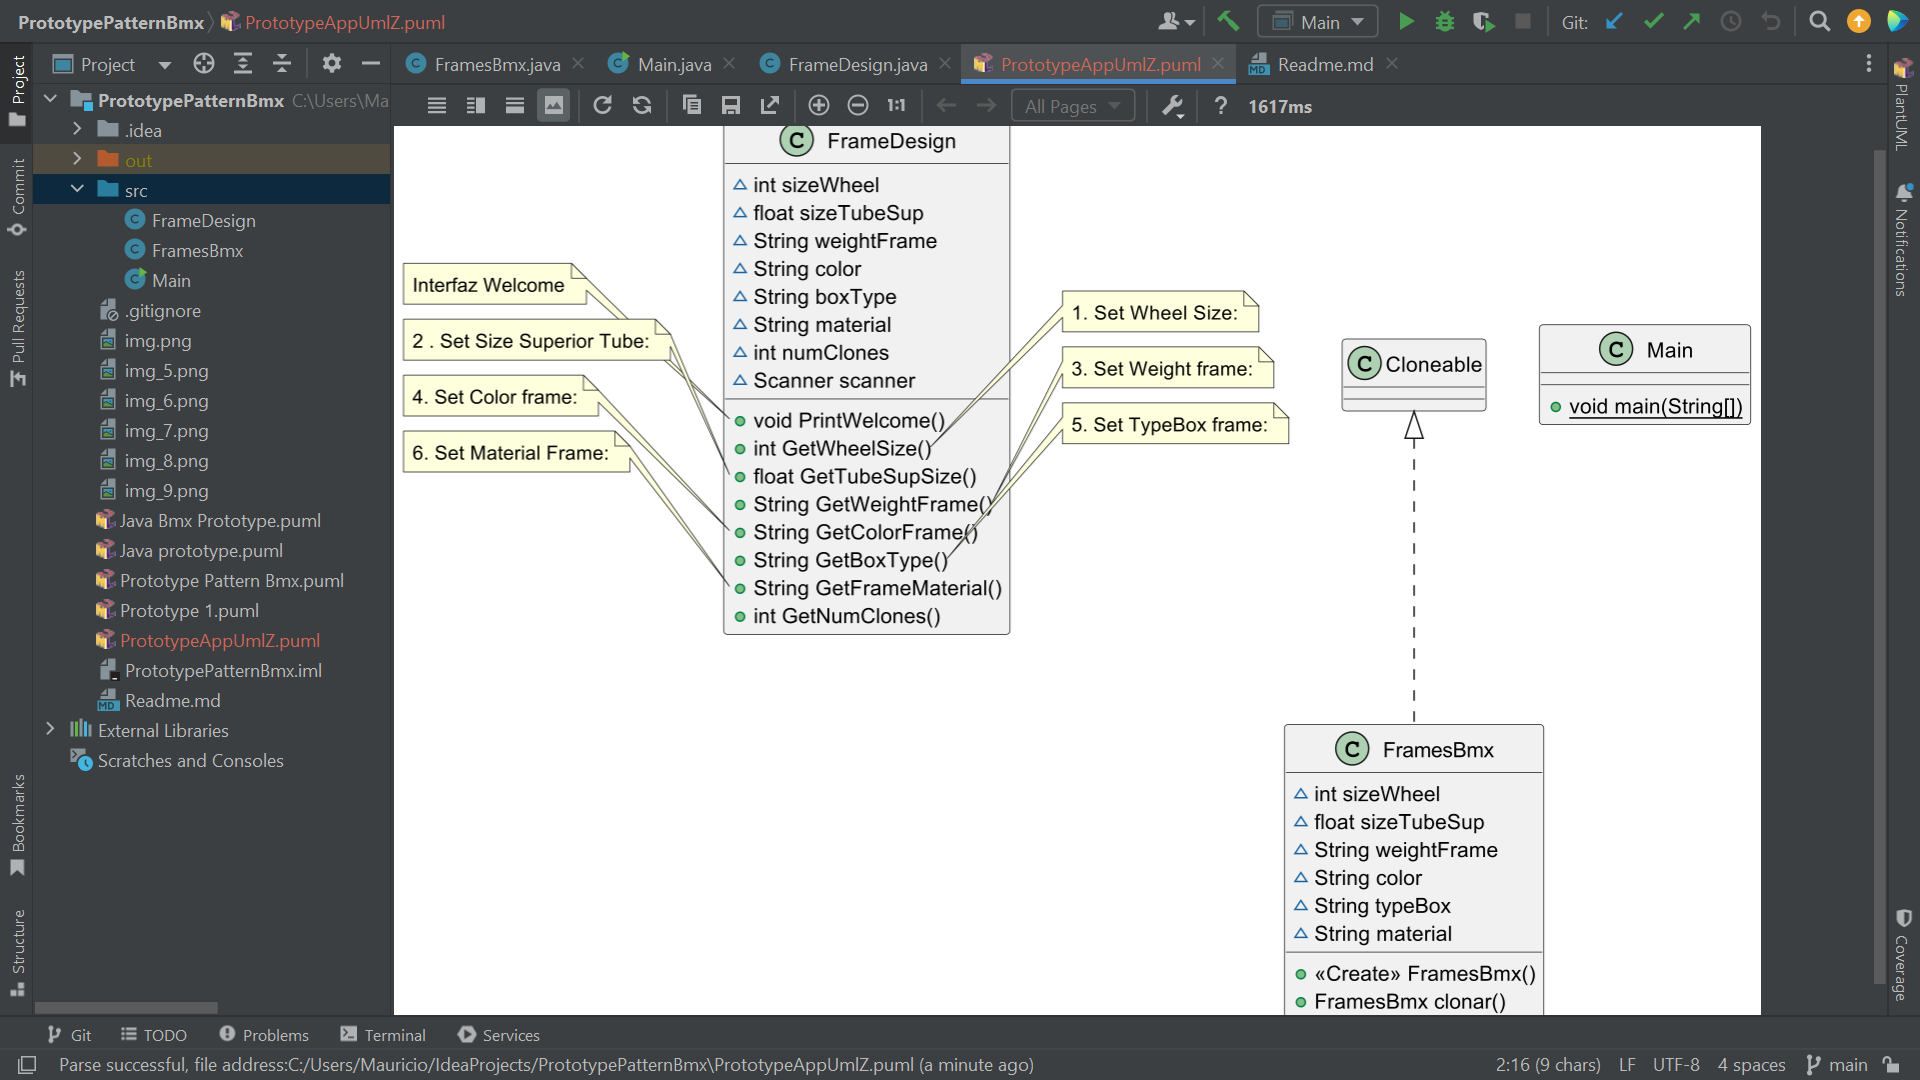 PrototypePatternBmx PrototypeAppUmlZ.puml
Main
Git:
Project
FramesBmx.java
Main.java
FrameDesign.java
PrototypeAppUmlZ.puml
Readme.md
1:1
All Pages
?
1617ms
Project
Commit
Pull Requests
Bookmarks
Structure
PrototypePatternBmx C:\Users\Ma
.idea
out
src
C FrameDesign
C FramesBmx
C Main
.gitignore
img.png
img_5.png
img_6.png
img_7.png
img_8.png
img_9.png
Java Bmx Prototype.puml
Java prototype.puml
Prototype Pattern Bmx.puml
Prototype 1.puml
PrototypeAppUmlZ.puml
PrototypePatternBmx.iml
MD Readme.md
External Libraries
Scratches and Consoles
C FrameDesign
int sizeWheel
float sizeTubeSup
String weightFrame
String color
String boxType
String material
int numClones
Scanner scanner
void PrintWelcome()
int GetWheelSize()
float GetTubeSupSize()
String GetWeightFrame()
String GetColorFrame()
String GetBoxType()
String GetFrameMaterial()
int GetNumClones()
Interfaz Welcome
2 . Set Size Superior Tube:
4. Set Color frame:
6. Set Material Frame:
1. Set Wheel Size:
3. Set Weight frame:
5. Set TypeBox frame:
C Cloneable
C Main
void main(String[])
C FramesBmx
int sizeWheel
float sizeTubeSup
String weightFrame
String color
String typeBox
String material
«Create» FramesBmx()
FramesBmx clonar()
PlantUML
Notifications
Coverage
Git
TODO
Problems
Terminal
Services
Parse successful, file address:C:/Users/Mauricio/IdeaProjects/PrototypePatternBmx\PrototypeAppUmlZ.puml (a minute ago)
2:16 (9 chars)
LF
UTF-8
4 spaces
main